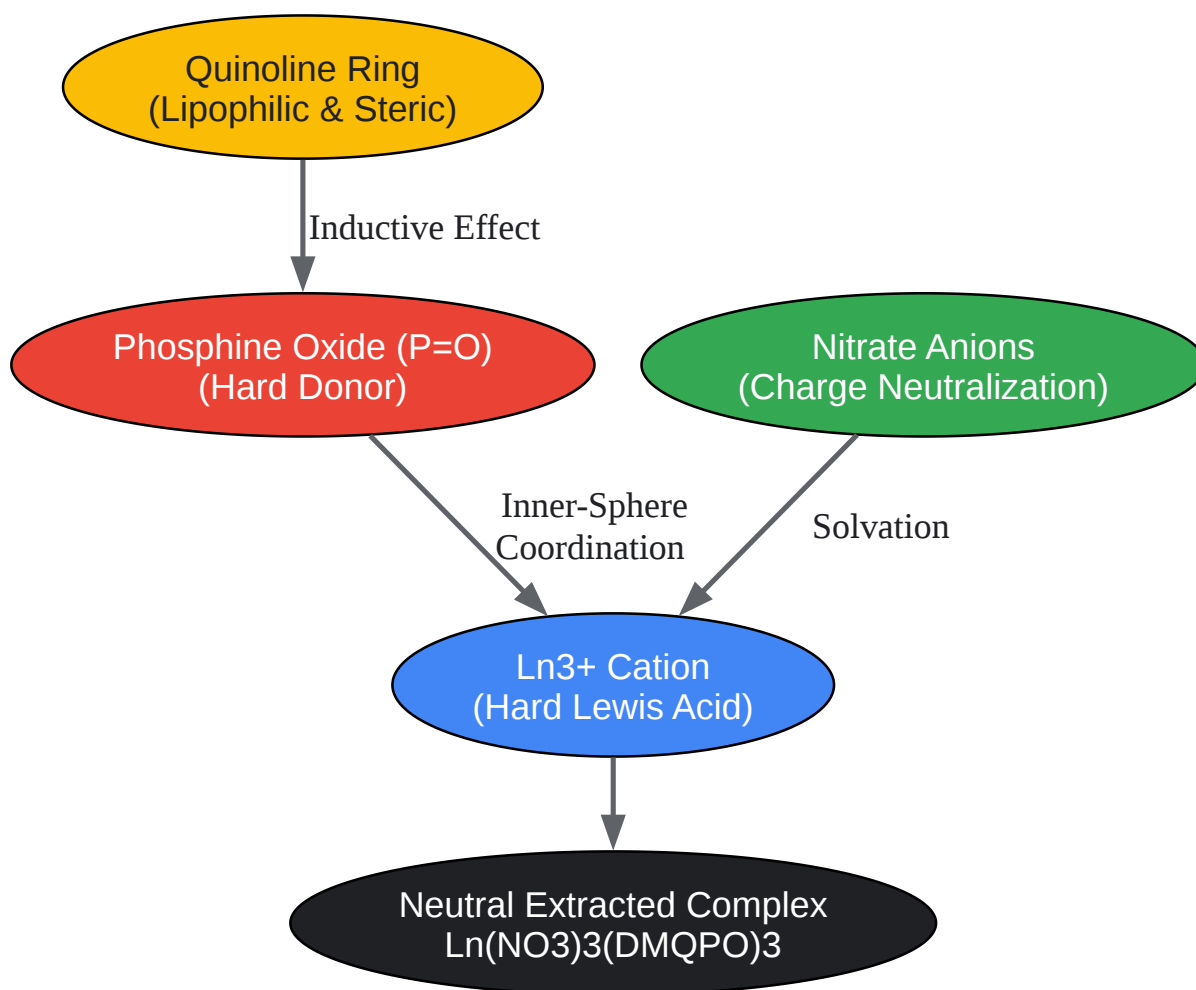 Quinoline Ring
(Lipophilic & Steric)
Inductive Effect
Phosphine Oxide (P=O)
(Hard Donor)
Nitrate Anions
(Charge Neutralization)
Inner-Sphere
Coordination
Solvation
Ln3+ Cation
(Hard Lewis Acid)
Neutral Extracted Complex
Ln(NO3)3(DMQPO)3